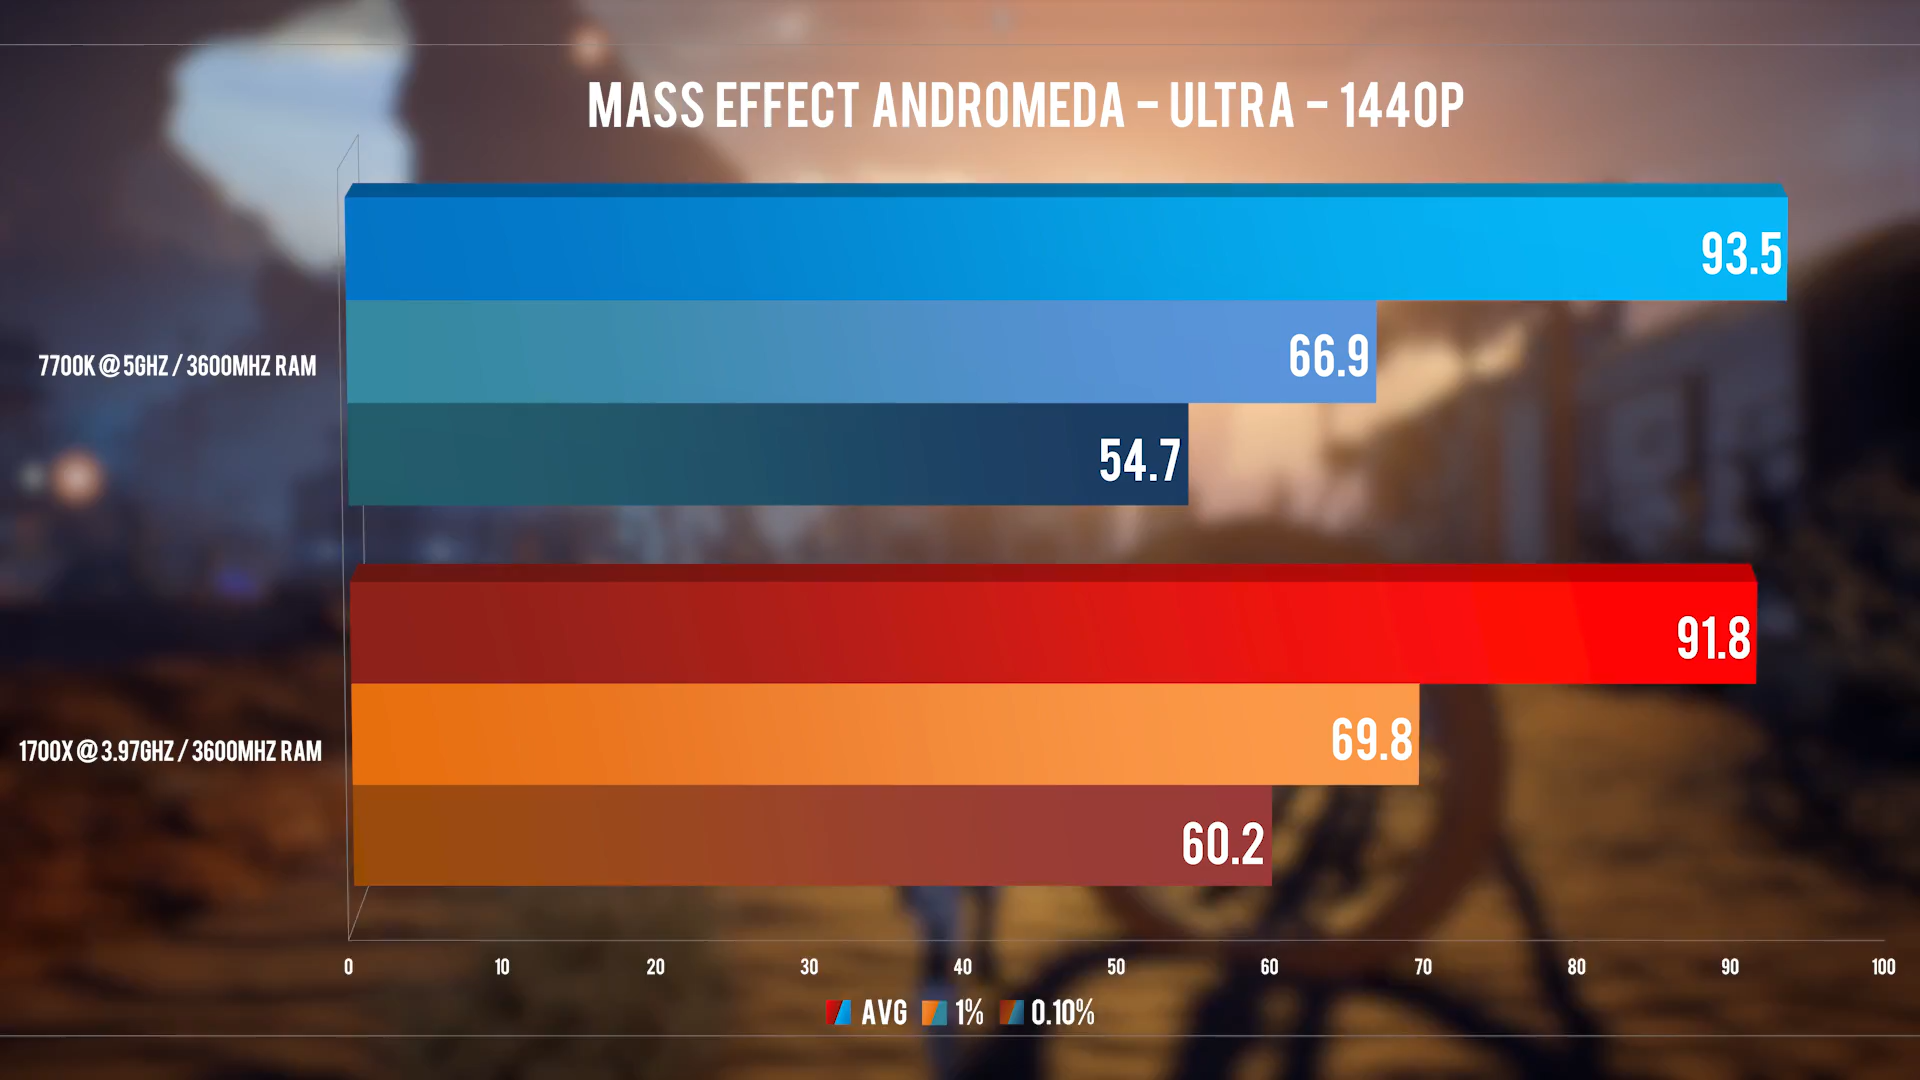 MASS EFFECT ANDROMEDA - ULTRA - 1440P
93.5
66.9
7700K @ 5GHZ / 3600MHZ RAM
54.7
91.8
69.8
1700X @ 3.97GHZ / 3600MHZ RAM
60.2
0 10 20 30 40 50 60 70 80 90 100
AVG 1% 0.10%